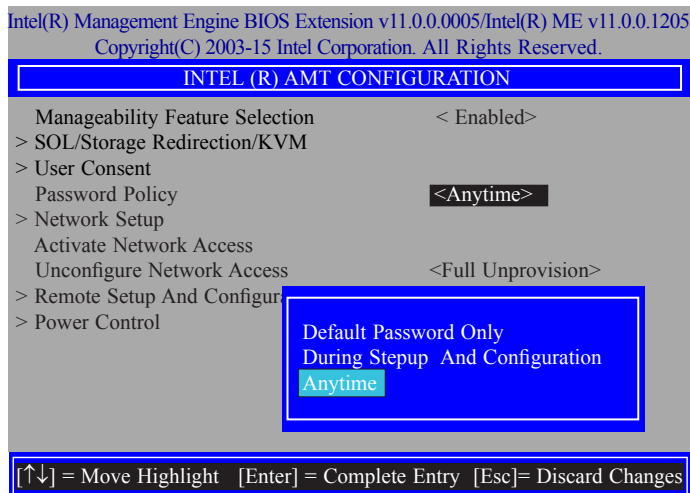 Intel(R) Management Engine BIOS Extension v11.0.0.0005/Intel(R) ME v11.0.0.1205
Copyright(C) 2003-15 Intel Corporation. All Rights Reserved.
INTEL (R) AMT CONFIGURATION
Manageability Feature Selection < Enabled>
> SOL/Storage Redirection/KVM
> User Consent
Password Policy <Anytime>
> Network Setup
Activate Network Access
Unconfigure Network Access <Full Unprovision>
> Remote Setup And
> Power Control
Default Password Only
During Stepup And Configuration
Anytime
[↑↓] = Move Highlight [Enter] = Complete Entry [Esc]= Discard Changes